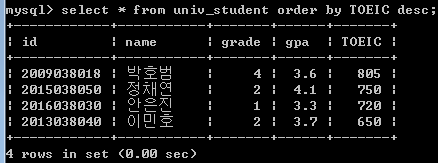 mysql> select * from univ_student order by TOEIC desc;
+------------+--------+-------+------+-------+
| id | name | grade | gpa | TOEIC |
+------------+--------+-------+------+-------+
| 2009038018 | 박호범 | 4 | 3.6 | 805 |
| 2015038050 | 정채연 | 2 | 4.1 | 750 |
| 2016038030 | 안은진 | 1 | 3.3 | 720 |
| 2013038040 | 이민호 | 2 | 3.7 | 650 |
+------------+--------+-------+------+-------+
4 rows in set (0.00 sec)